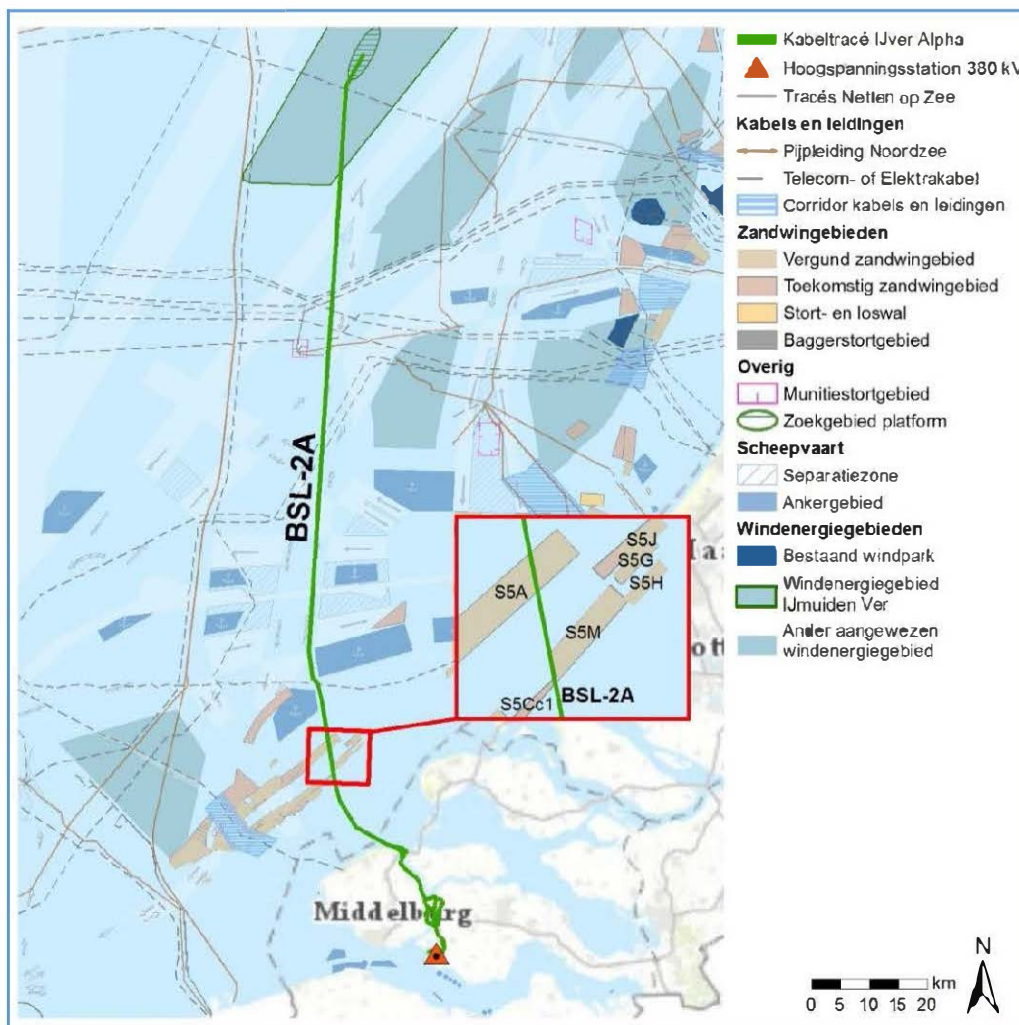 Kabeltracé IJver Alpha
Hoogspanningsstation 380 kV
Tracés Netten op Zee
Kabels en leidingen
Pijpleiding Noordzee
Telecom- of Elektrakabel
Corridor kabels en leidingen
Zandwingebieden
Vergund zandwingebied
Toekomstig zandwingebied
Stort- en loswal
Baggerstortgebied
Overig
Munitiestortgebied
Zoekgebied platform
Scheepvaart
Separatiezone
Ankergebied
Windenergiegebieden
Bestaand windpark
Windenergiegebied
IJmuiden Ver
Ander aangewezen
windenergiegebied
BSL-2A
S5J
S5G
S5H
S5A
S5M
S5Cc1
BSL-2A
Middelburg
N
km
0 5 10 15 20